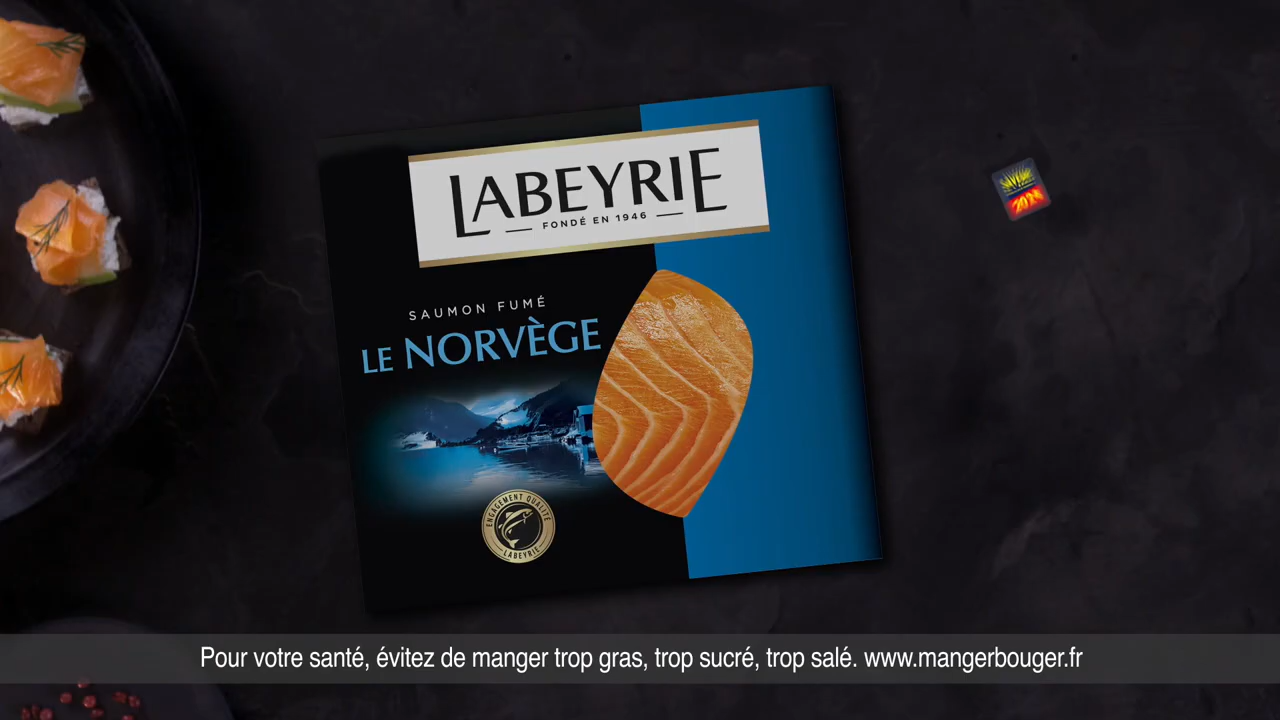 LABEYRIE
FONDÉ EN 1946
SAUMON FUMÉ
LE NORVÈGE
ENGAGEMENT QUALITÉ
LABEYRIE
Pour votre santé, évitez de manger trop gras, trop sucré, trop salé. www.mangerbouger.fr